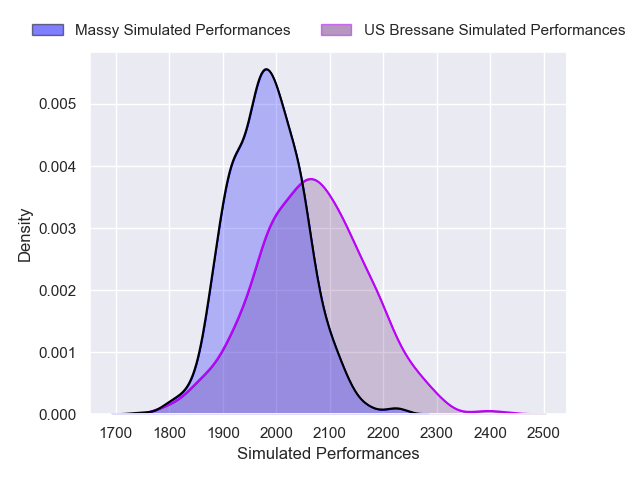 Massy Simulated Performances US Bressane Simulated Performances
0.005
0.004
0.003
0.002
0.001
0.000
Density
1700 1800 1900 2000 2100 2200 2300 2400 2500
Simulated Performances